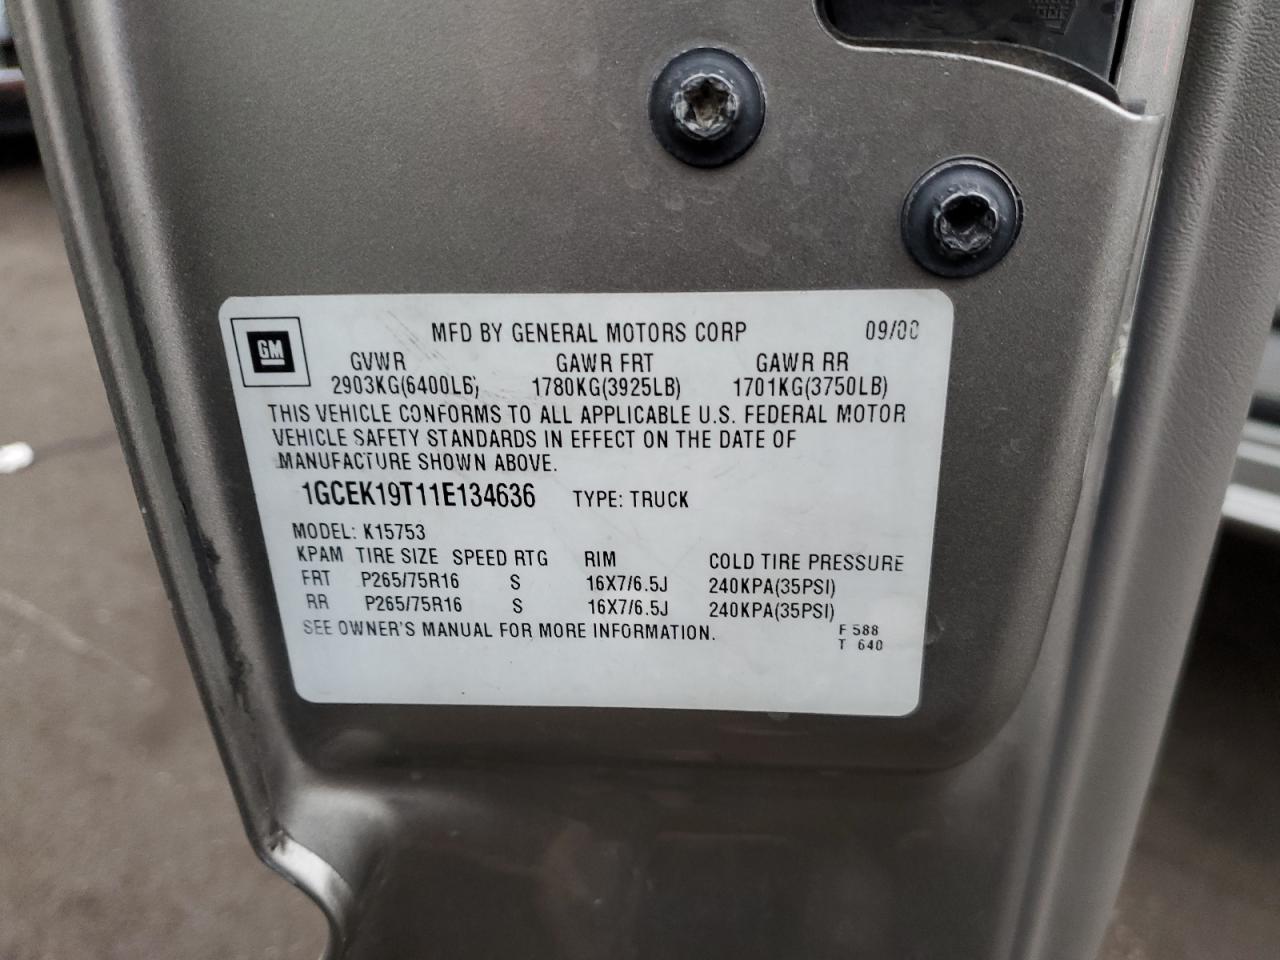 MFD BY GENERAL MOTORS CORP 09/00
GM
GVWR GAWR FRT GAWR RR
2903KG(6400LB) 1780KG(3925LB) 1701KG(3750LB)
THIS VEHICLE CONFORMS TO ALL APPLICABLE U.S. FEDERAL MOTOR
VEHICLE SAFETY STANDARDS IN EFFECT ON THE DATE OF
MANUFACTURE SHOWN ABOVE.
1GCEK19T11E134636 TYPE: TRUCK
MODEL: K15753
KPAM TIRE SIZE SPEED RTG RIM COLD TIRE PRESSURE
FRT P265/75R16 S 16X7/6.5J 240KPA(35PSI)
RR P265/75R16 S 16X7/6.5J 240KPA(35PSI)
SEE OWNER'S MANUAL FOR MORE INFORMATION. F 588
T 640